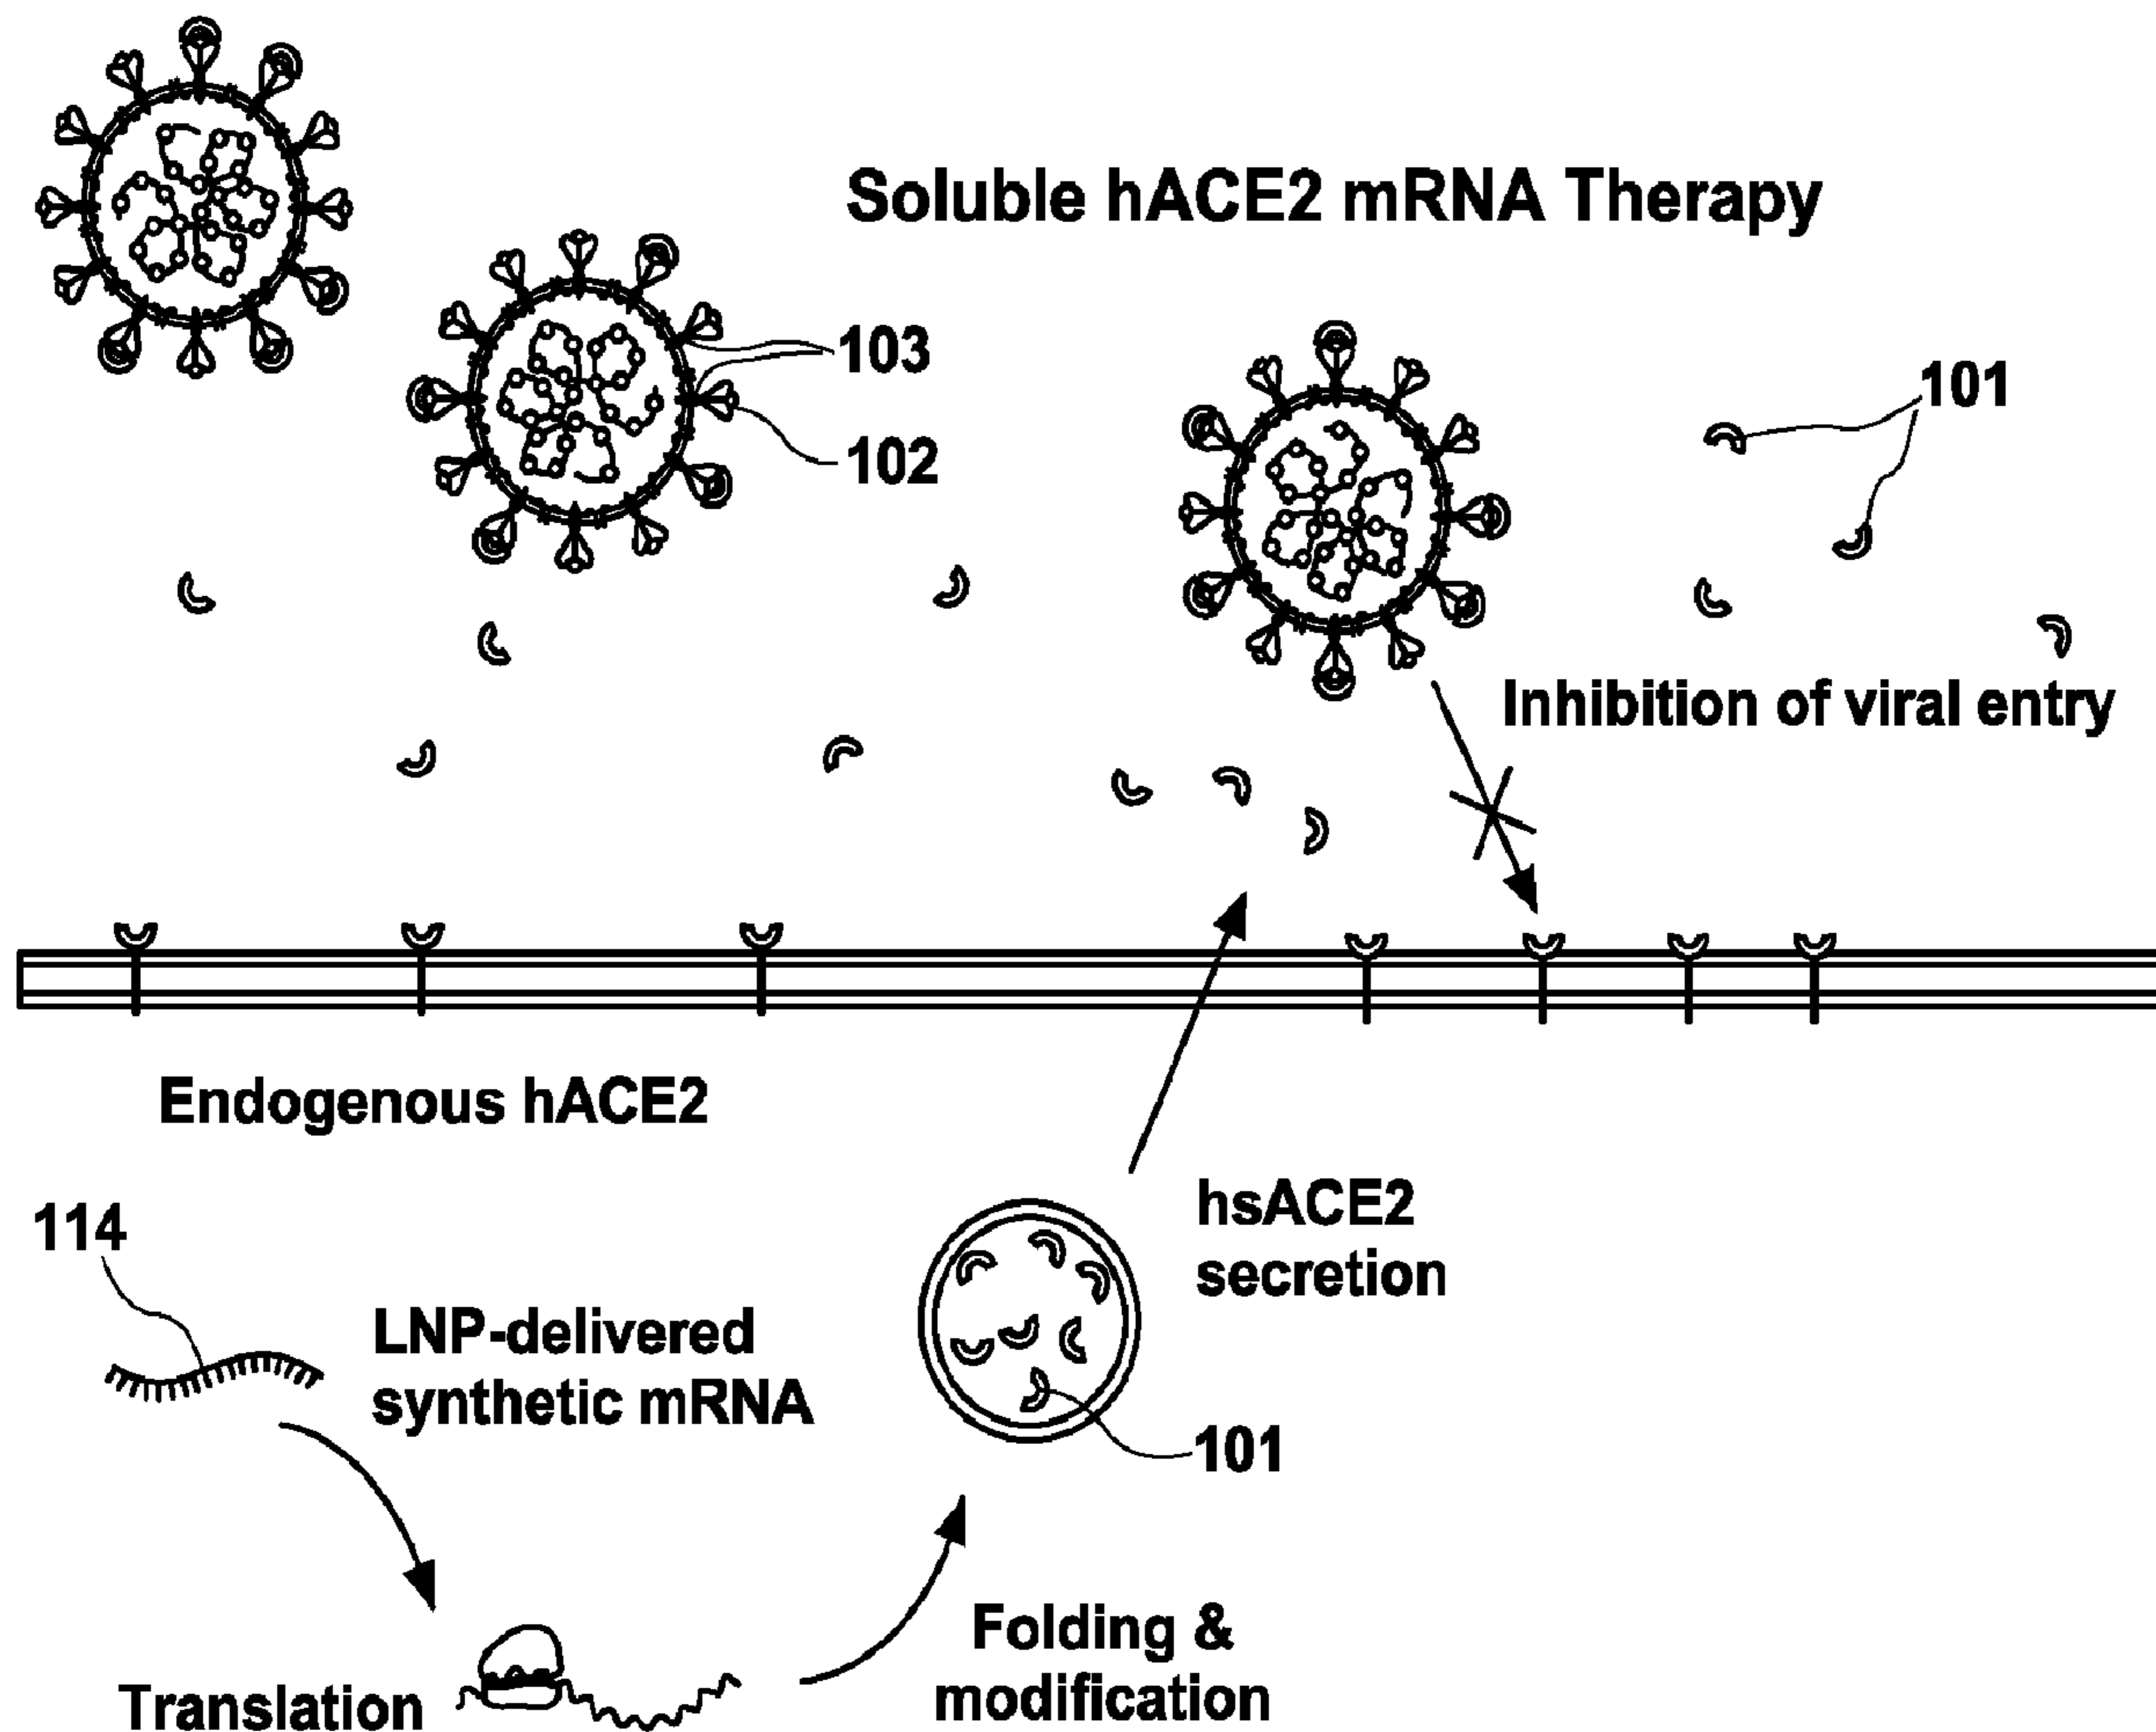 Soluble hACE2 mRNA Therapy
103
101
102
Inhibition of viral entry
Endogenous hACE2
hsACE2
secretion
114
LNP-delivered
synthetic mRNA
101
Folding &
modification
Translation